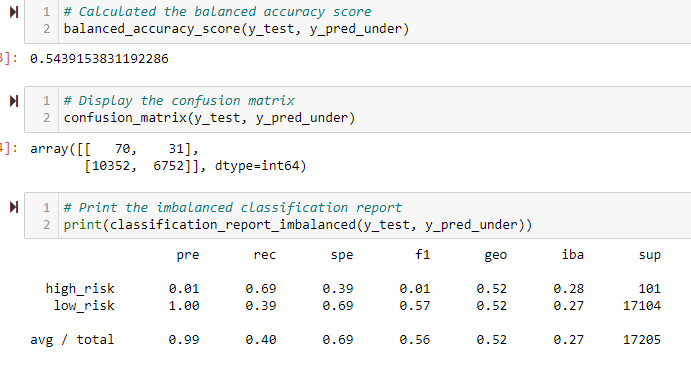 1 # Calculated the balanced accuracy score
2 balanced_accuracy_score(y_test, y_pred_under)
]: 0.5439153831192286
1 # Display the confusion matrix
2 confusion_matrix(y_test, y_pred_under)
]: array([[   70,    31],
[10352,  6752]], dtype=int64)
1 # Print the imbalanced classification report
2 print(classification_report_imbalanced(y_test, y_pred_under))
pre rec spe f1 geo iba sup
high_risk 0.01 0.69 0.39 0.01 0.52 0.28 101
low_risk 1.00 0.39 0.69 0.57 0.52 0.27 17104
avg / total 0.99 0.40 0.69 0.56 0.52 0.27 17205